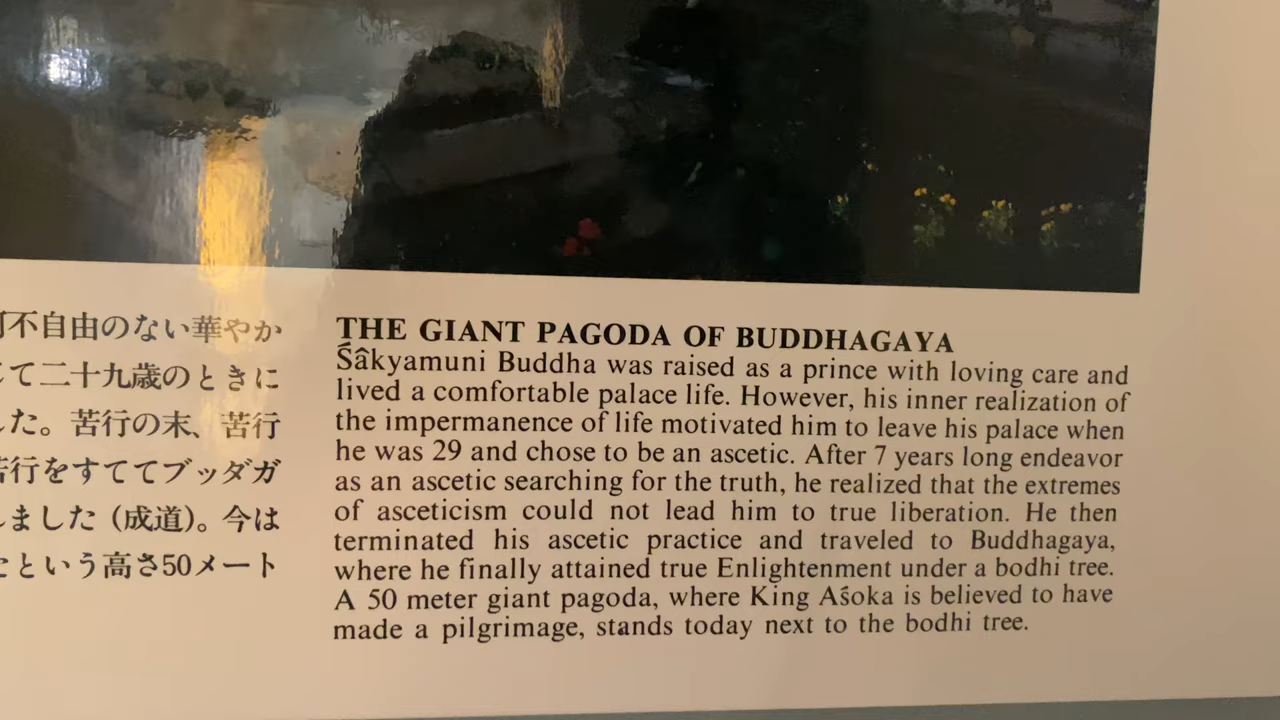 不自由のない華やか
て二十九歳のときに
した。苦行の末、苦行
苦行をすててブッダガ
しました（成道）。今は
たという高さ50メート
THE GIANT PAGODA OF BUDDHAGAYA
Śâkyamuni Buddha was raised as a prince with loving care and
lived a comfortable palace life. However, his inner realization of
the impermanence of life motivated him to leave his palace when
he was 29 and chose to be an ascetic. After 7 years long endeavor
as an ascetic searching for the truth, he realized that the extremes
of asceticism could not lead him to true liberation. He then
terminated his ascetic practice and traveled to Buddhagaya,
where he finally attained true Enlightenment under a bodhi tree.
A 50 meter giant pagoda, where King Aśoka is believed to have
made a pilgrimage, stands today next to the bodhi tree.